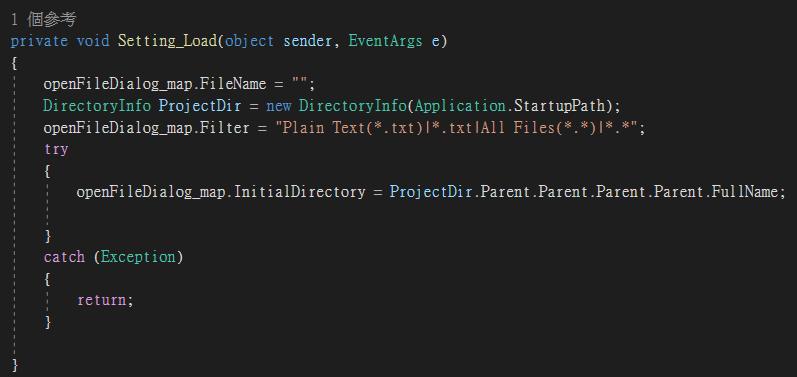 1 個參考
private void Setting_Load(object sender, EventArgs e)
{
openFileDialog_map.FileName = "";
DirectoryInfo ProjectDir = new DirectoryInfo(Application.StartupPath);
openFileDialog_map.Filter = "Plain Text(*.txt)|*.txt|All Files(*.*)|*.*";
try
{
openFileDialog_map.InitialDirectory = ProjectDir.Parent.Parent.Parent.Parent.FullName;
}
catch (Exception)
{
return;
}
}